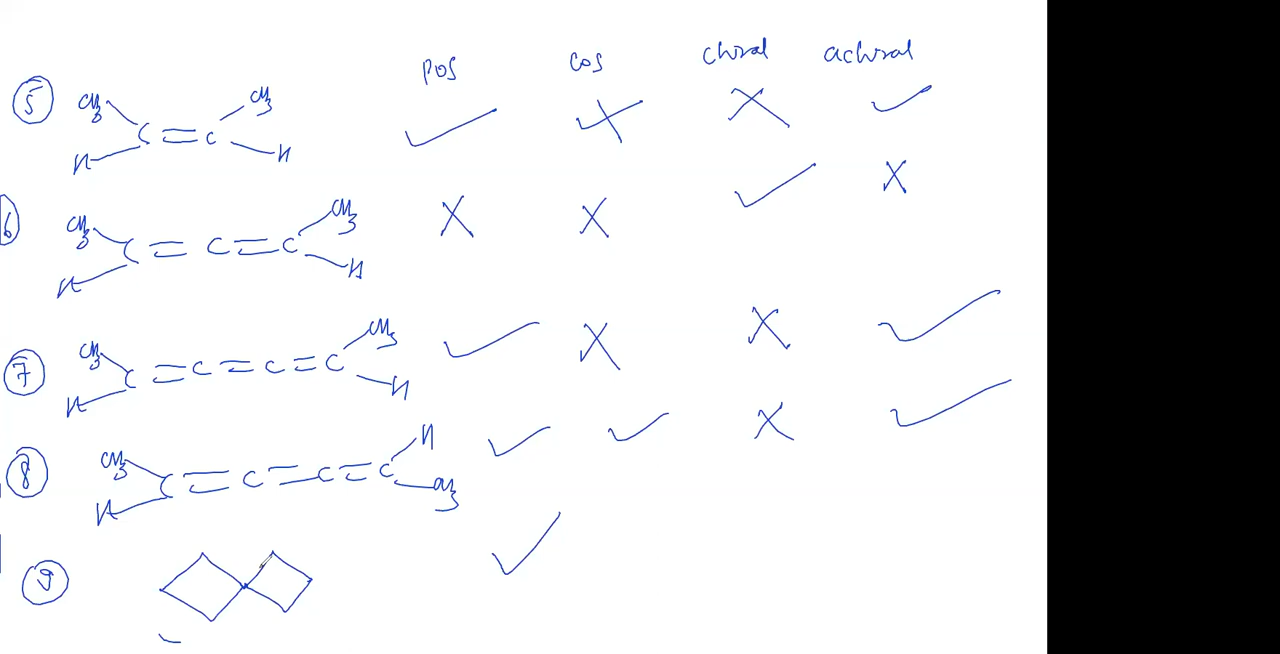 POS COS chiral achiral
⑤ CH3 CH3
C = C ✓ ✗ ✗ ✓
H H
⑥ CH3 CH3
C = C = C ✗ ✗ ✓ ✗
H H
⑦ CH3 CH3
C = C = C = C ✓ ✗ ✗ ✓
H H
⑧ CH3 H
C = C = C = C ✓ ✓ ✗ ✓
H CH3
⑨ ✓